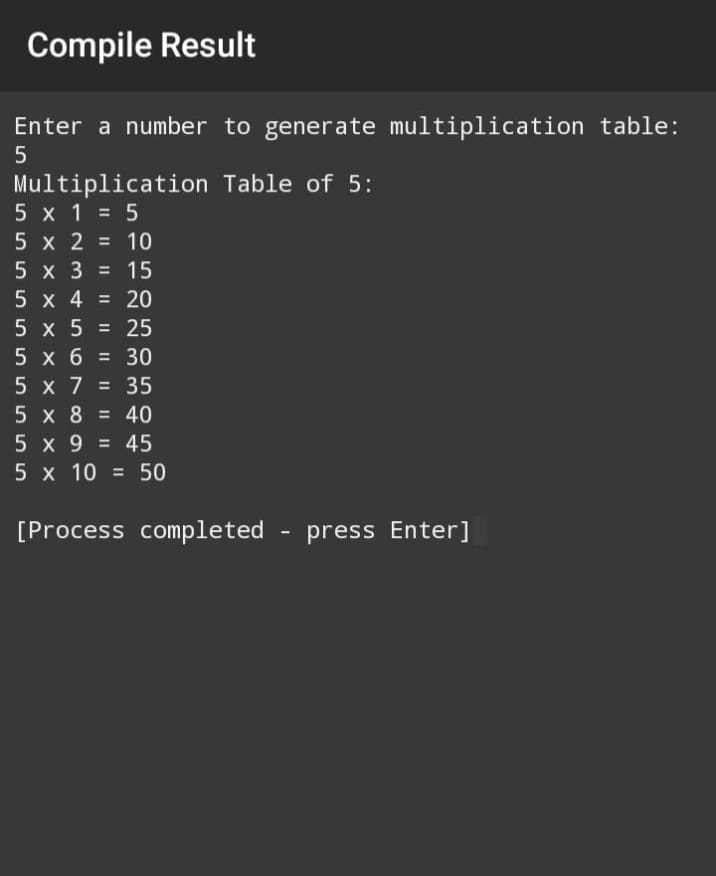 Compile Result
Enter a number to generate multiplication table:
5
Multiplication Table of 5:
5 x 1 = 5
5 x 2 = 10
5 x 3 = 15
5 x 4 = 20
5 x 5 = 25
5 x 6 = 30
5 x 7 = 35
5 x 8 = 40
5 x 9 = 45
5 x 10 = 50
[Process completed - press Enter]